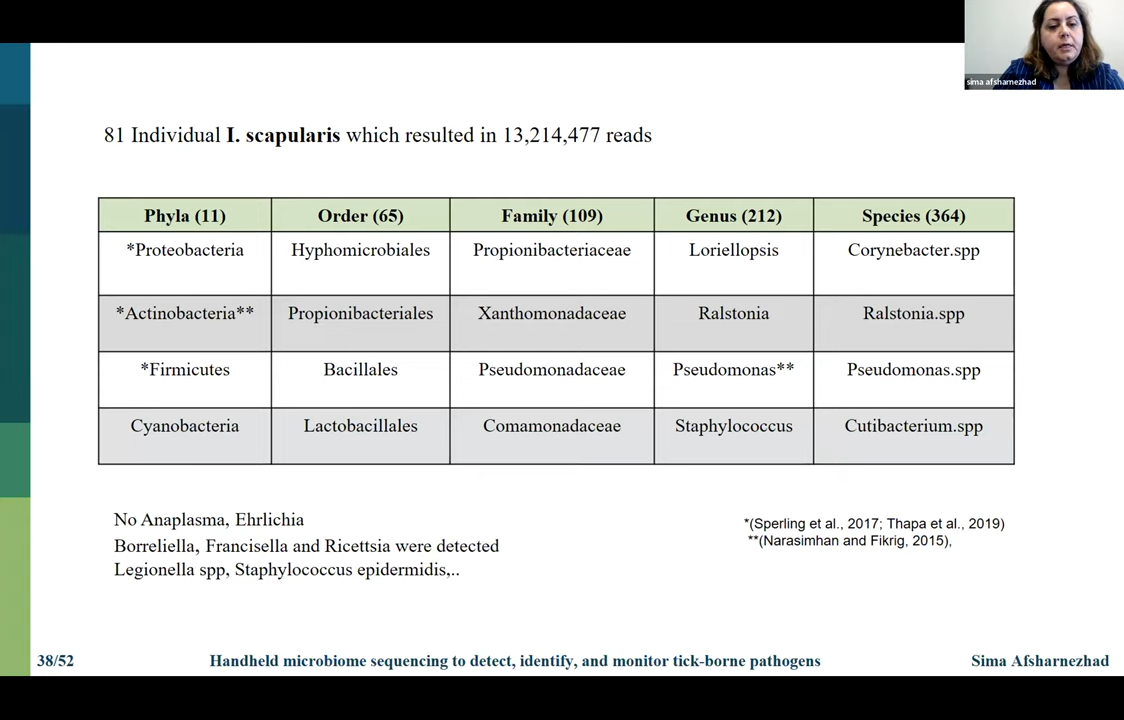 sima afsharnezhad
81 Individual I. scapularis which resulted in 13,214,477 reads
Phyla (11) Order (65) Family (109) Genus (212) Species (364)
*Proteobacteria Hyphomicrobiales Propionibacteriaceae Loriellopsis Corynebacter.spp
*Actinobacteria** Propionibacteriales Xanthomonadaceae Ralstonia Ralstonia.spp
*Firmicutes Bacillales Pseudomonadaceae Pseudomonas** Pseudomonas.spp
Cyanobacteria Lactobacillales Comamonadaceae Staphylococcus Cutibacterium.spp
No Anaplasma, Ehrlichia
Borreliella, Francisella and Ricettsia were detected
Legionella spp, Staphylococcus epidermidis,..
*(Sperling et al., 2017; Thapa et al., 2019)
**(Narasimhan and Fikrig, 2015),
38/52 Handheld microbiome sequencing to detect, identify, and monitor tick-borne pathogens Sima Afsharnezhad